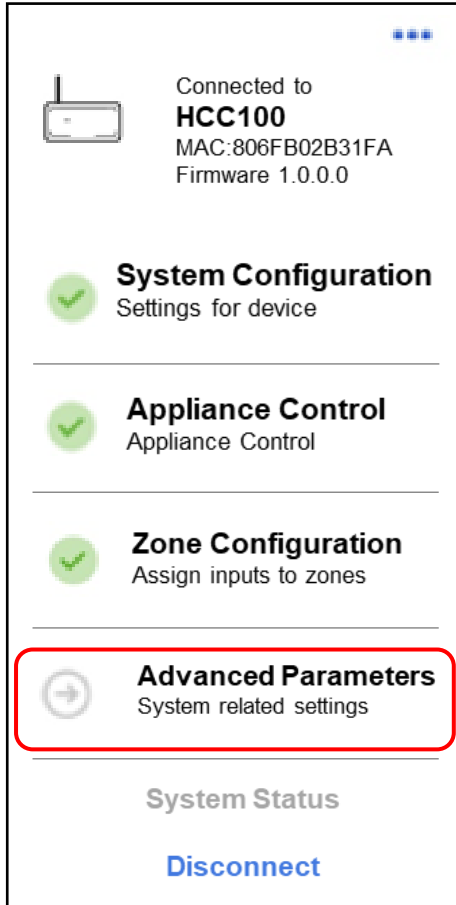 Connected to
HCC100
MAC:806FB02B31FA
Firmware 1.0.0.0
System Configuration
Settings for device
Appliance Control
Appliance Control
Zone Configuration
Assign inputs to zones
Advanced Parameters
System related settings
System Status
Disconnect